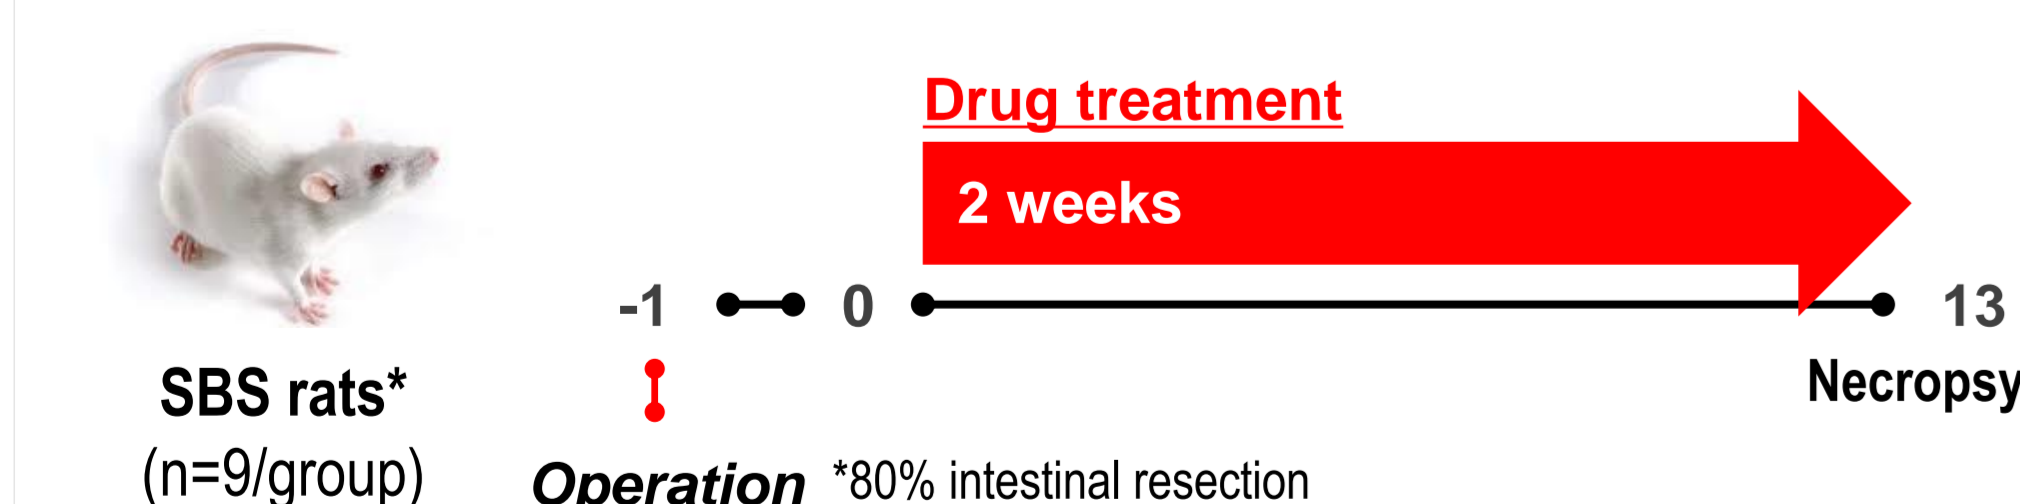 Drug treatment
2 weeks
-1 0 13
SBS rats*
Necropsy
(n=9/group)
Operation *80% intestinal resection